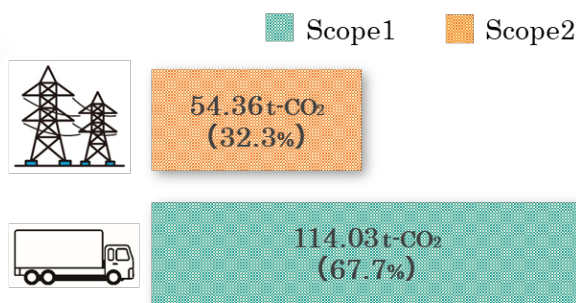 Scope1 Scope2
54.36t-CO₂
(32.3%)
114.03t-CO₂
(67.7%)